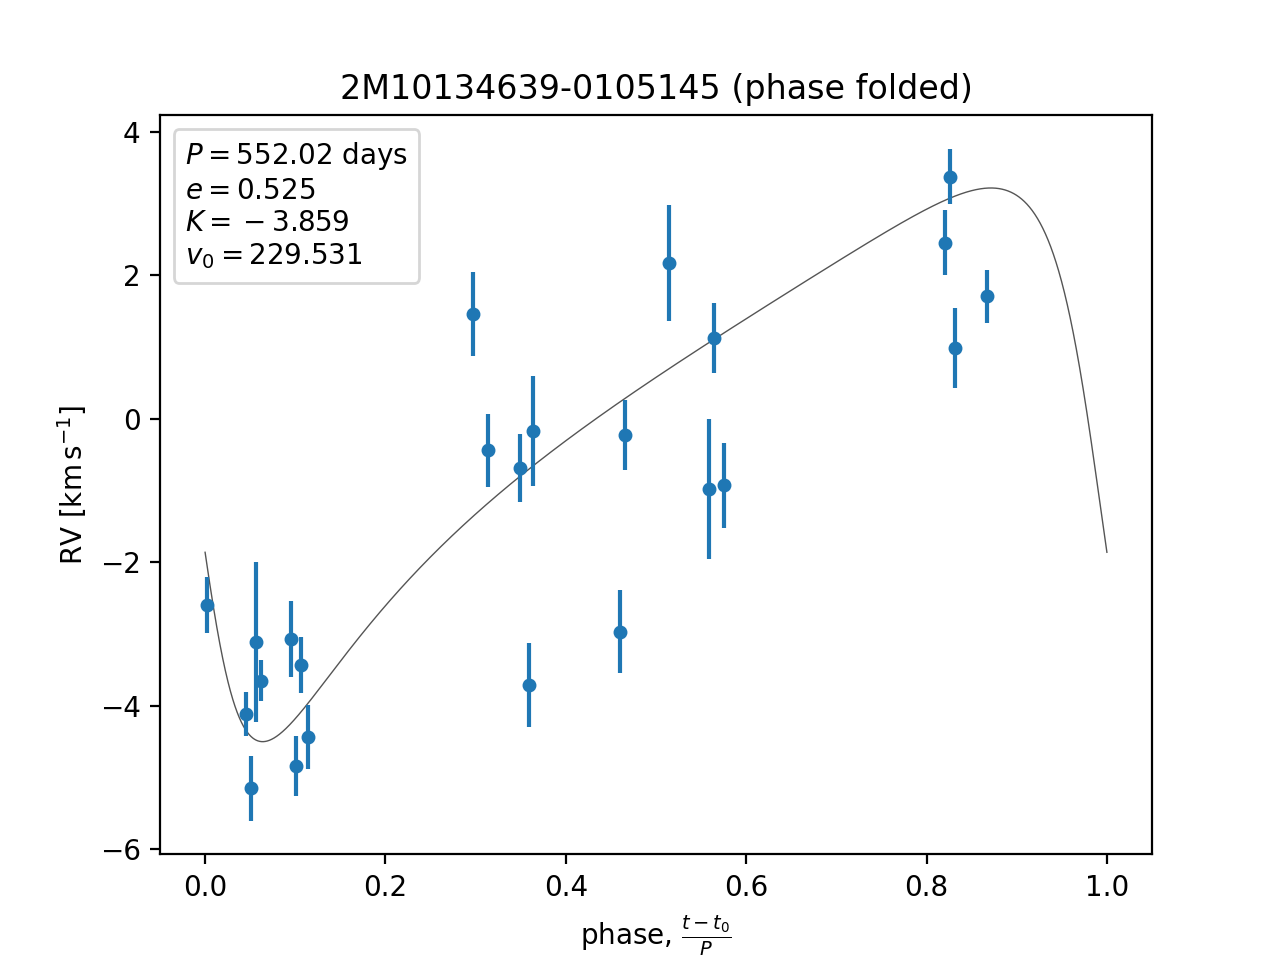 2M10134639-0105145 (phase folded)
P = 552.02 days
e = 0.525
K = −3.859
v₀ = 229.531
RV [km s⁻¹]
4
2
0
−2
−4
−6
0.0 0.2 0.4 0.6 0.8 1.0
phase, (t − t₀)/P